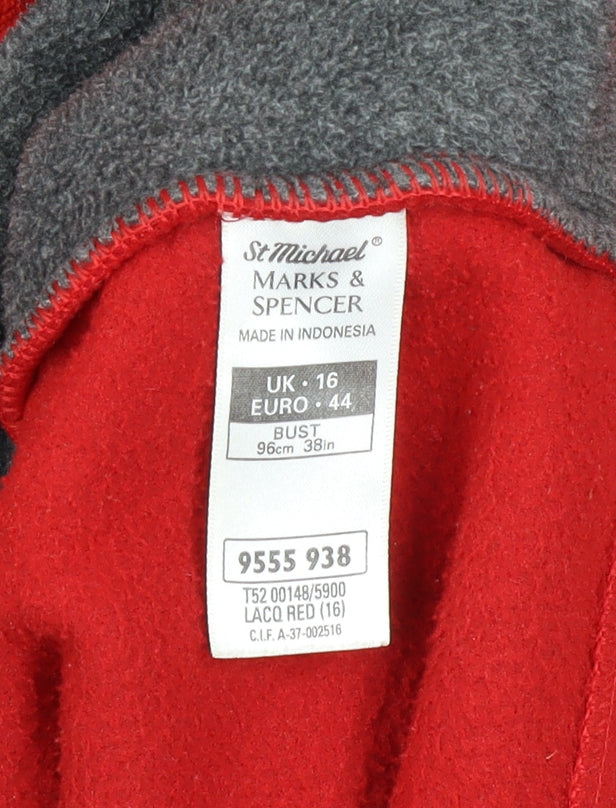 St Michael®
MARKS &
SPENCER
MADE IN INDONESIA
UK • 16
EURO • 44
BUST
96cm 38in
9555 938
T52 00148/5900
LACQ RED (16)
C.I.F. A-37-002516